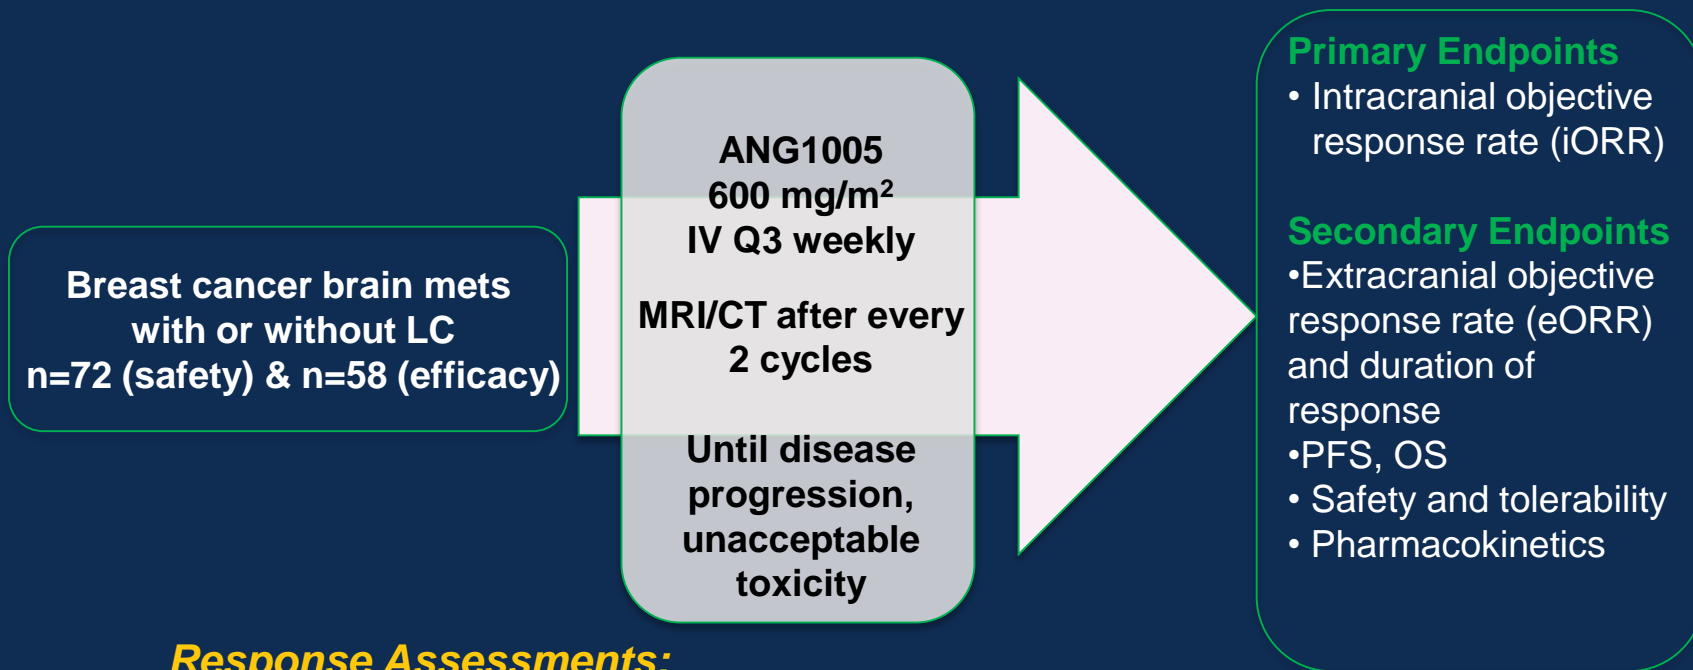 Breast cancer brain mets
with or without LC
n=72 (safety) & n=58 (efficacy)
ANG1005
600 mg/m²
IV Q3 weekly
MRI/CT after every
2 cycles
Until disease
progression,
unacceptable
toxicity
Primary Endpoints
• Intracranial objective
response rate (iORR)
Secondary Endpoints
•Extracranial objective
response rate (eORR)
and duration of
response
•PFS, OS
• Safety and tolerability
• Pharmacokinetics
Response Assessments: